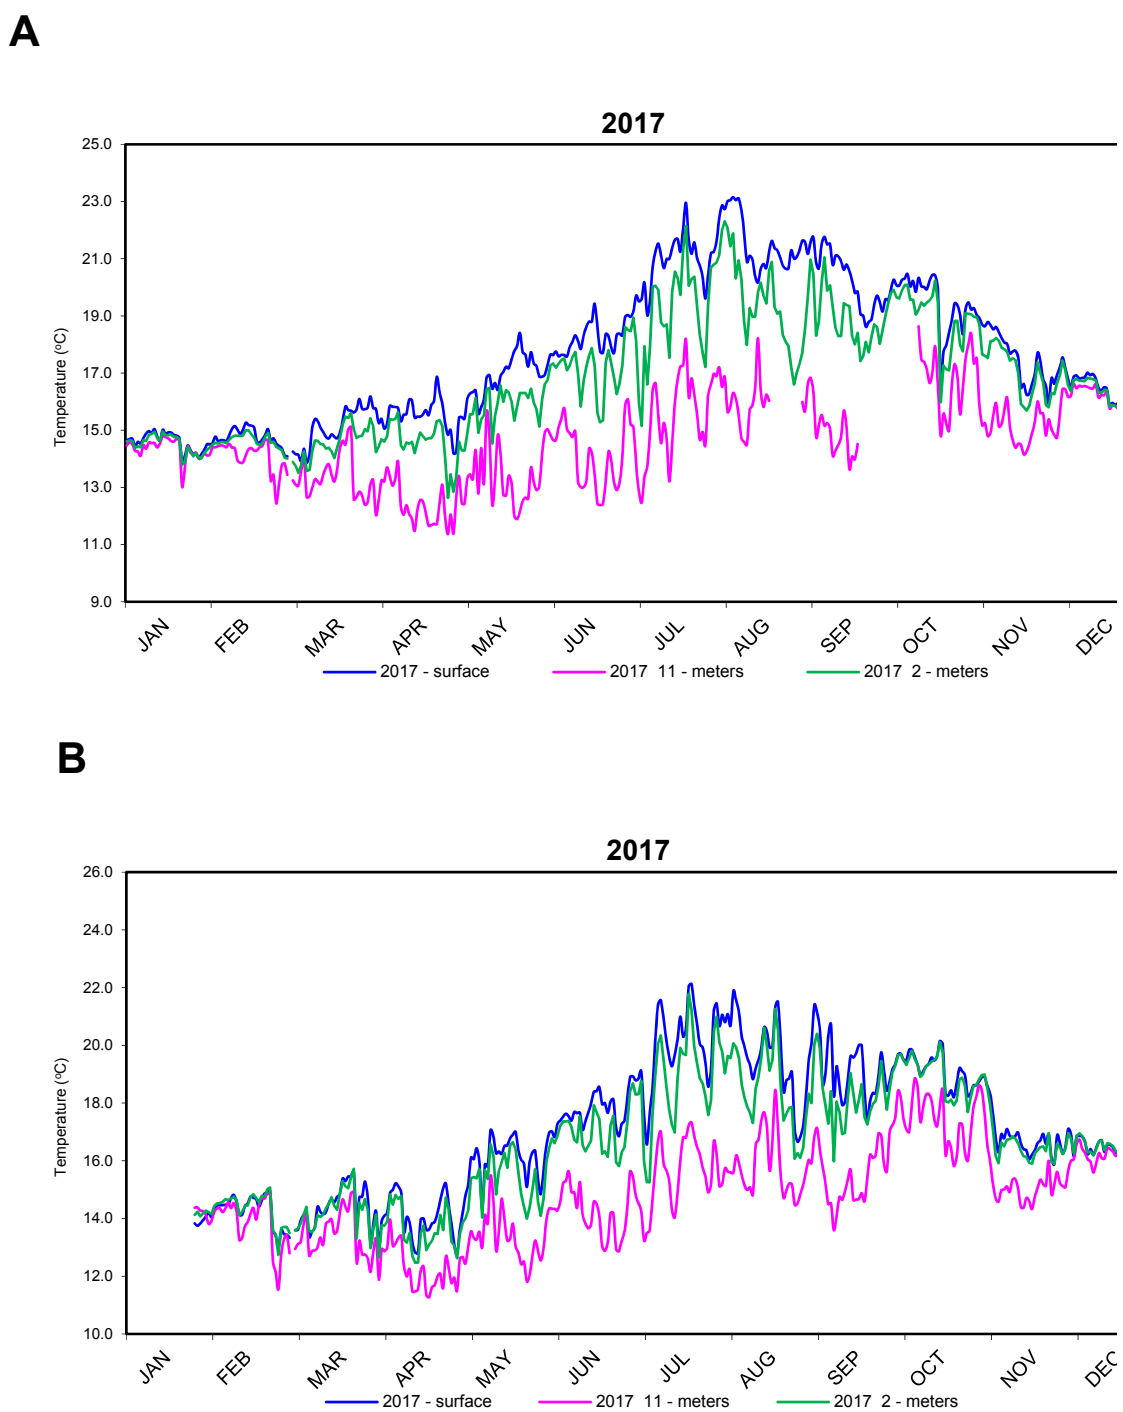 A
2017
25.0
23.0
21.0
19.0
17.0
15.0
13.0
11.0
9.0
Temperature (ºC)
JAN FEB MAR APR MAY JUN JUL AUG SEP OCT NOV DEC
2017 - surface 2017 11 - meters 2017 2 - meters
B
2017
26.0
24.0
22.0
20.0
18.0
16.0
14.0
12.0
10.0
Temperature (ºC)
JAN FEB MAR APR MAY JUN JUL AUG SEP OCT NOV DEC
2017 - surface 2017 11 - meters 2017 2 - meters